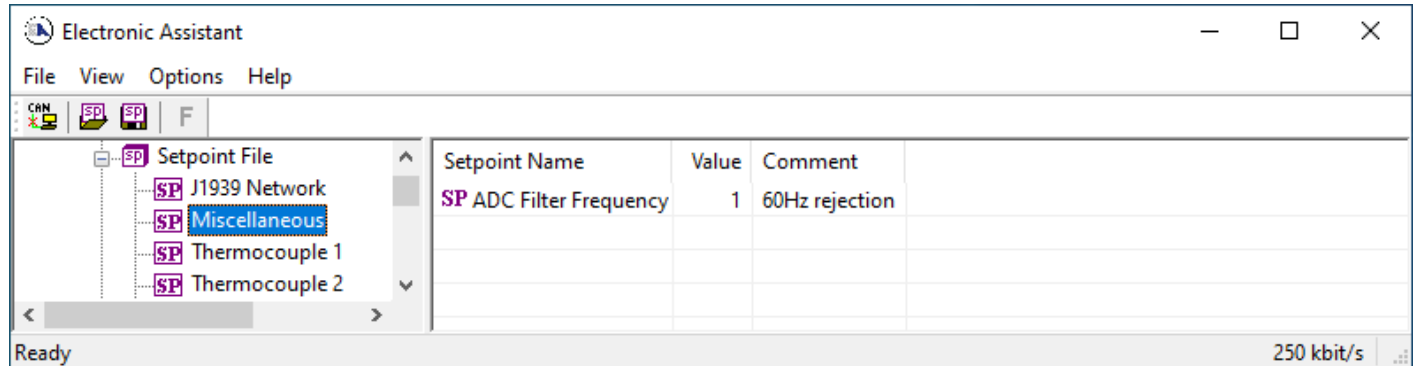 Electronic Assistant
File View Options Help
CAN SP SP F
SP Setpoint File
SP J1939 Network
SP Miscellaneous
SP Thermocouple 1
SP Thermocouple 2
Setpoint Name Value Comment
SP ADC Filter Frequency 1 60Hz rejection
Ready 250 kbit/s